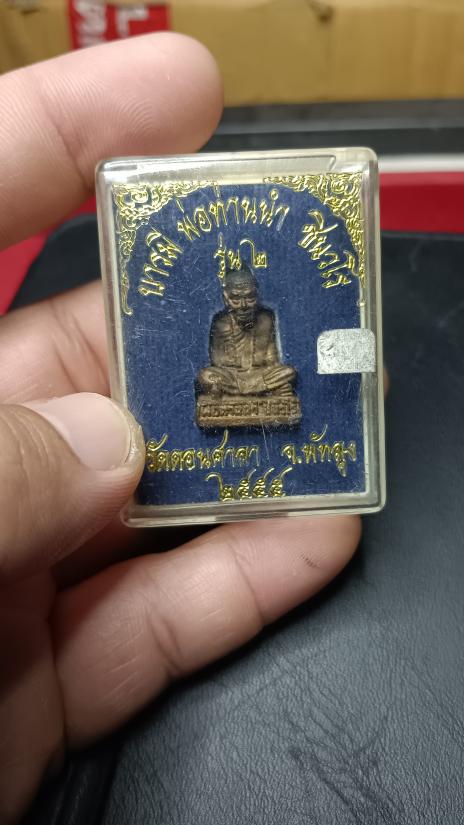 บารมี พ่อท่านนำ ชินวโร
รุ่น ๒
วัดดอนศาลา จ.พัทลุง
๒๕๕๕